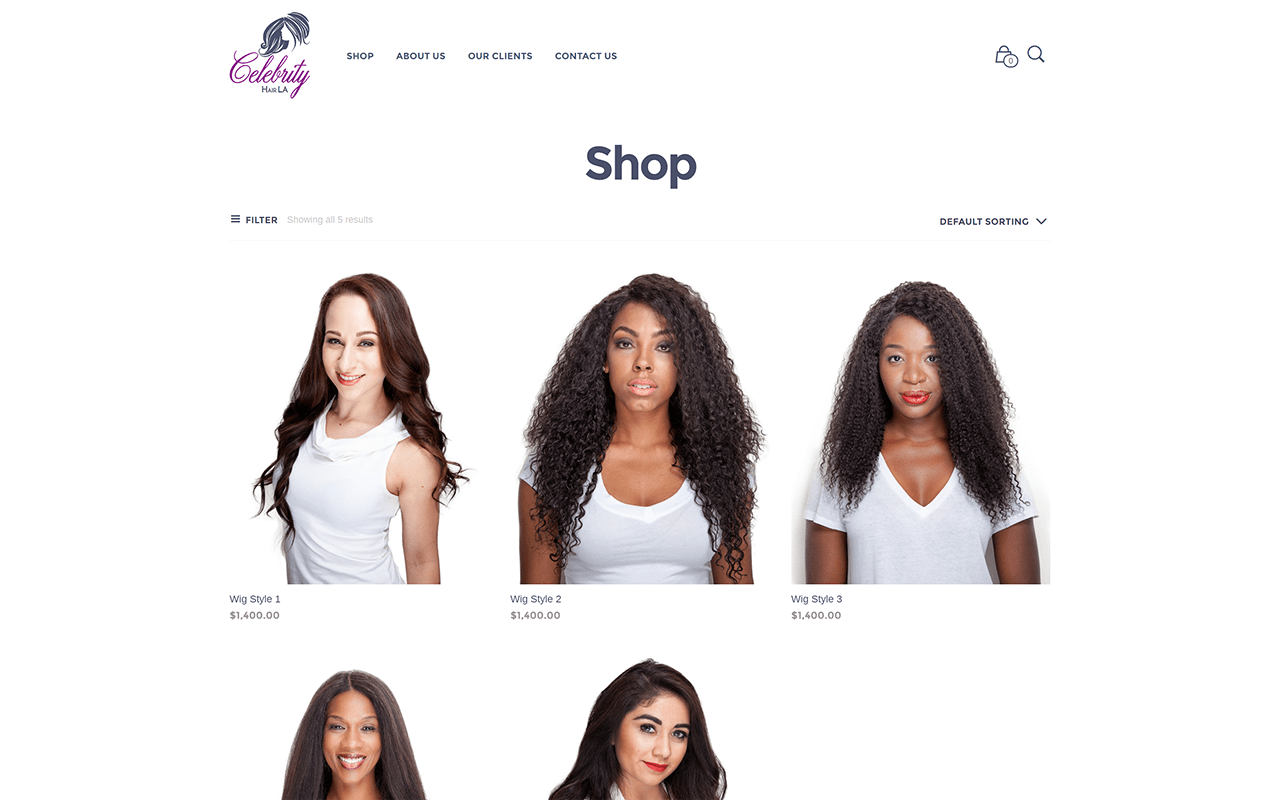 Celebrity
HAIR LA
SHOP
ABOUT US
OUR CLIENTS
CONTACT US
0
Shop
FILTER
Showing all 5 results
DEFAULT SORTING
Wig Style 1
$1,400.00
Wig Style 2
$1,400.00
Wig Style 3
$1,400.00